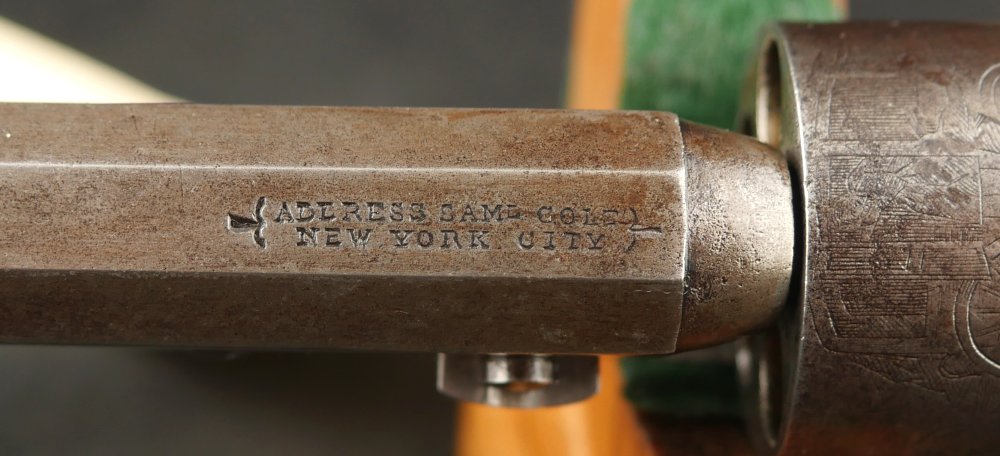 ADDRESS SAML COLT
NEW YORK CITY